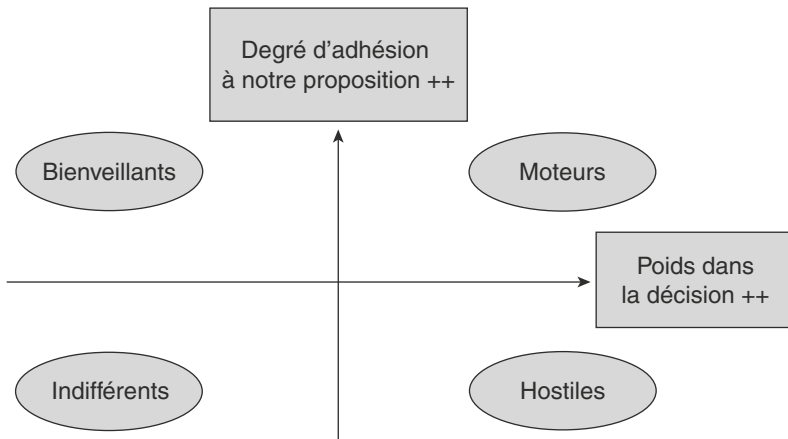 Degré d’adhésion
à notre proposition ++
Bienveillants
Moteurs
Poids dans
la décision ++
Indifférents
Hostiles